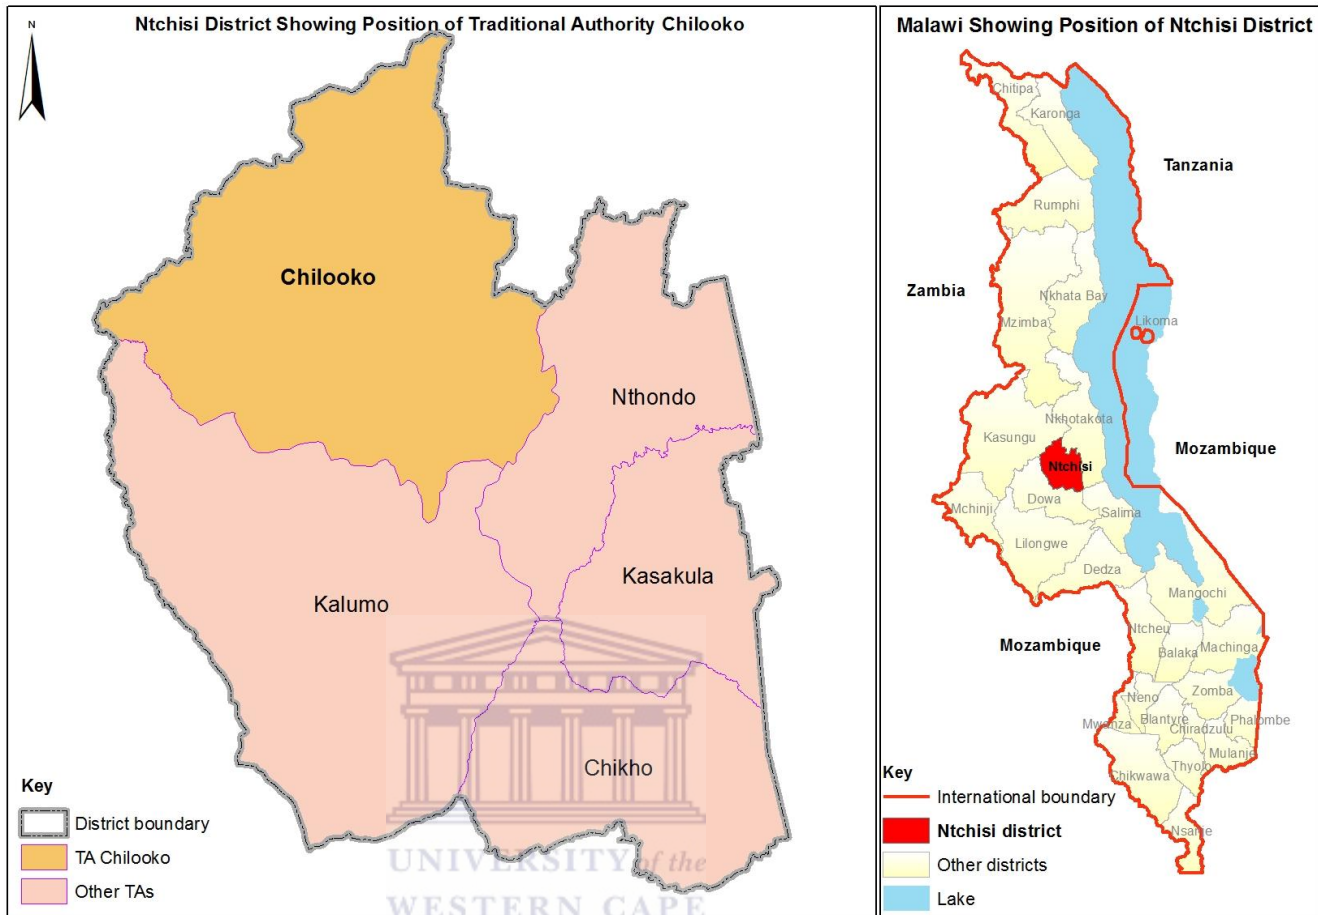 Ntchisi District Showing Position of Traditional Authority Chilooko
N
Chilooko
Nthondo
Kasakula
Kalumo
Chikho
Key
District boundary
TA Chilooko
Other TAs
UNIVERSITY of the
WESTERN CAPE
Malawi Showing Position of Ntchisi District
Chitipa
Karonga
Tanzania
Rumphi
Zambia
Nkhata Bay
Likoma
Mzimba
Nkhotakota
Kasungu
Mozambique
Ntchisi
Dowa
Mchinji
Salima
Lilongwe
Dedza
Mangochi
Ntcheu
Mozambique
Machinga
Balaka
Zomba
Neno
Mwanza
Blantyre
Phalombe
Chiradzulu
Mulanje
Thyolo
Chikwawa
Nsanje
Key
International boundary
Ntchisi district
Other districts
Lake